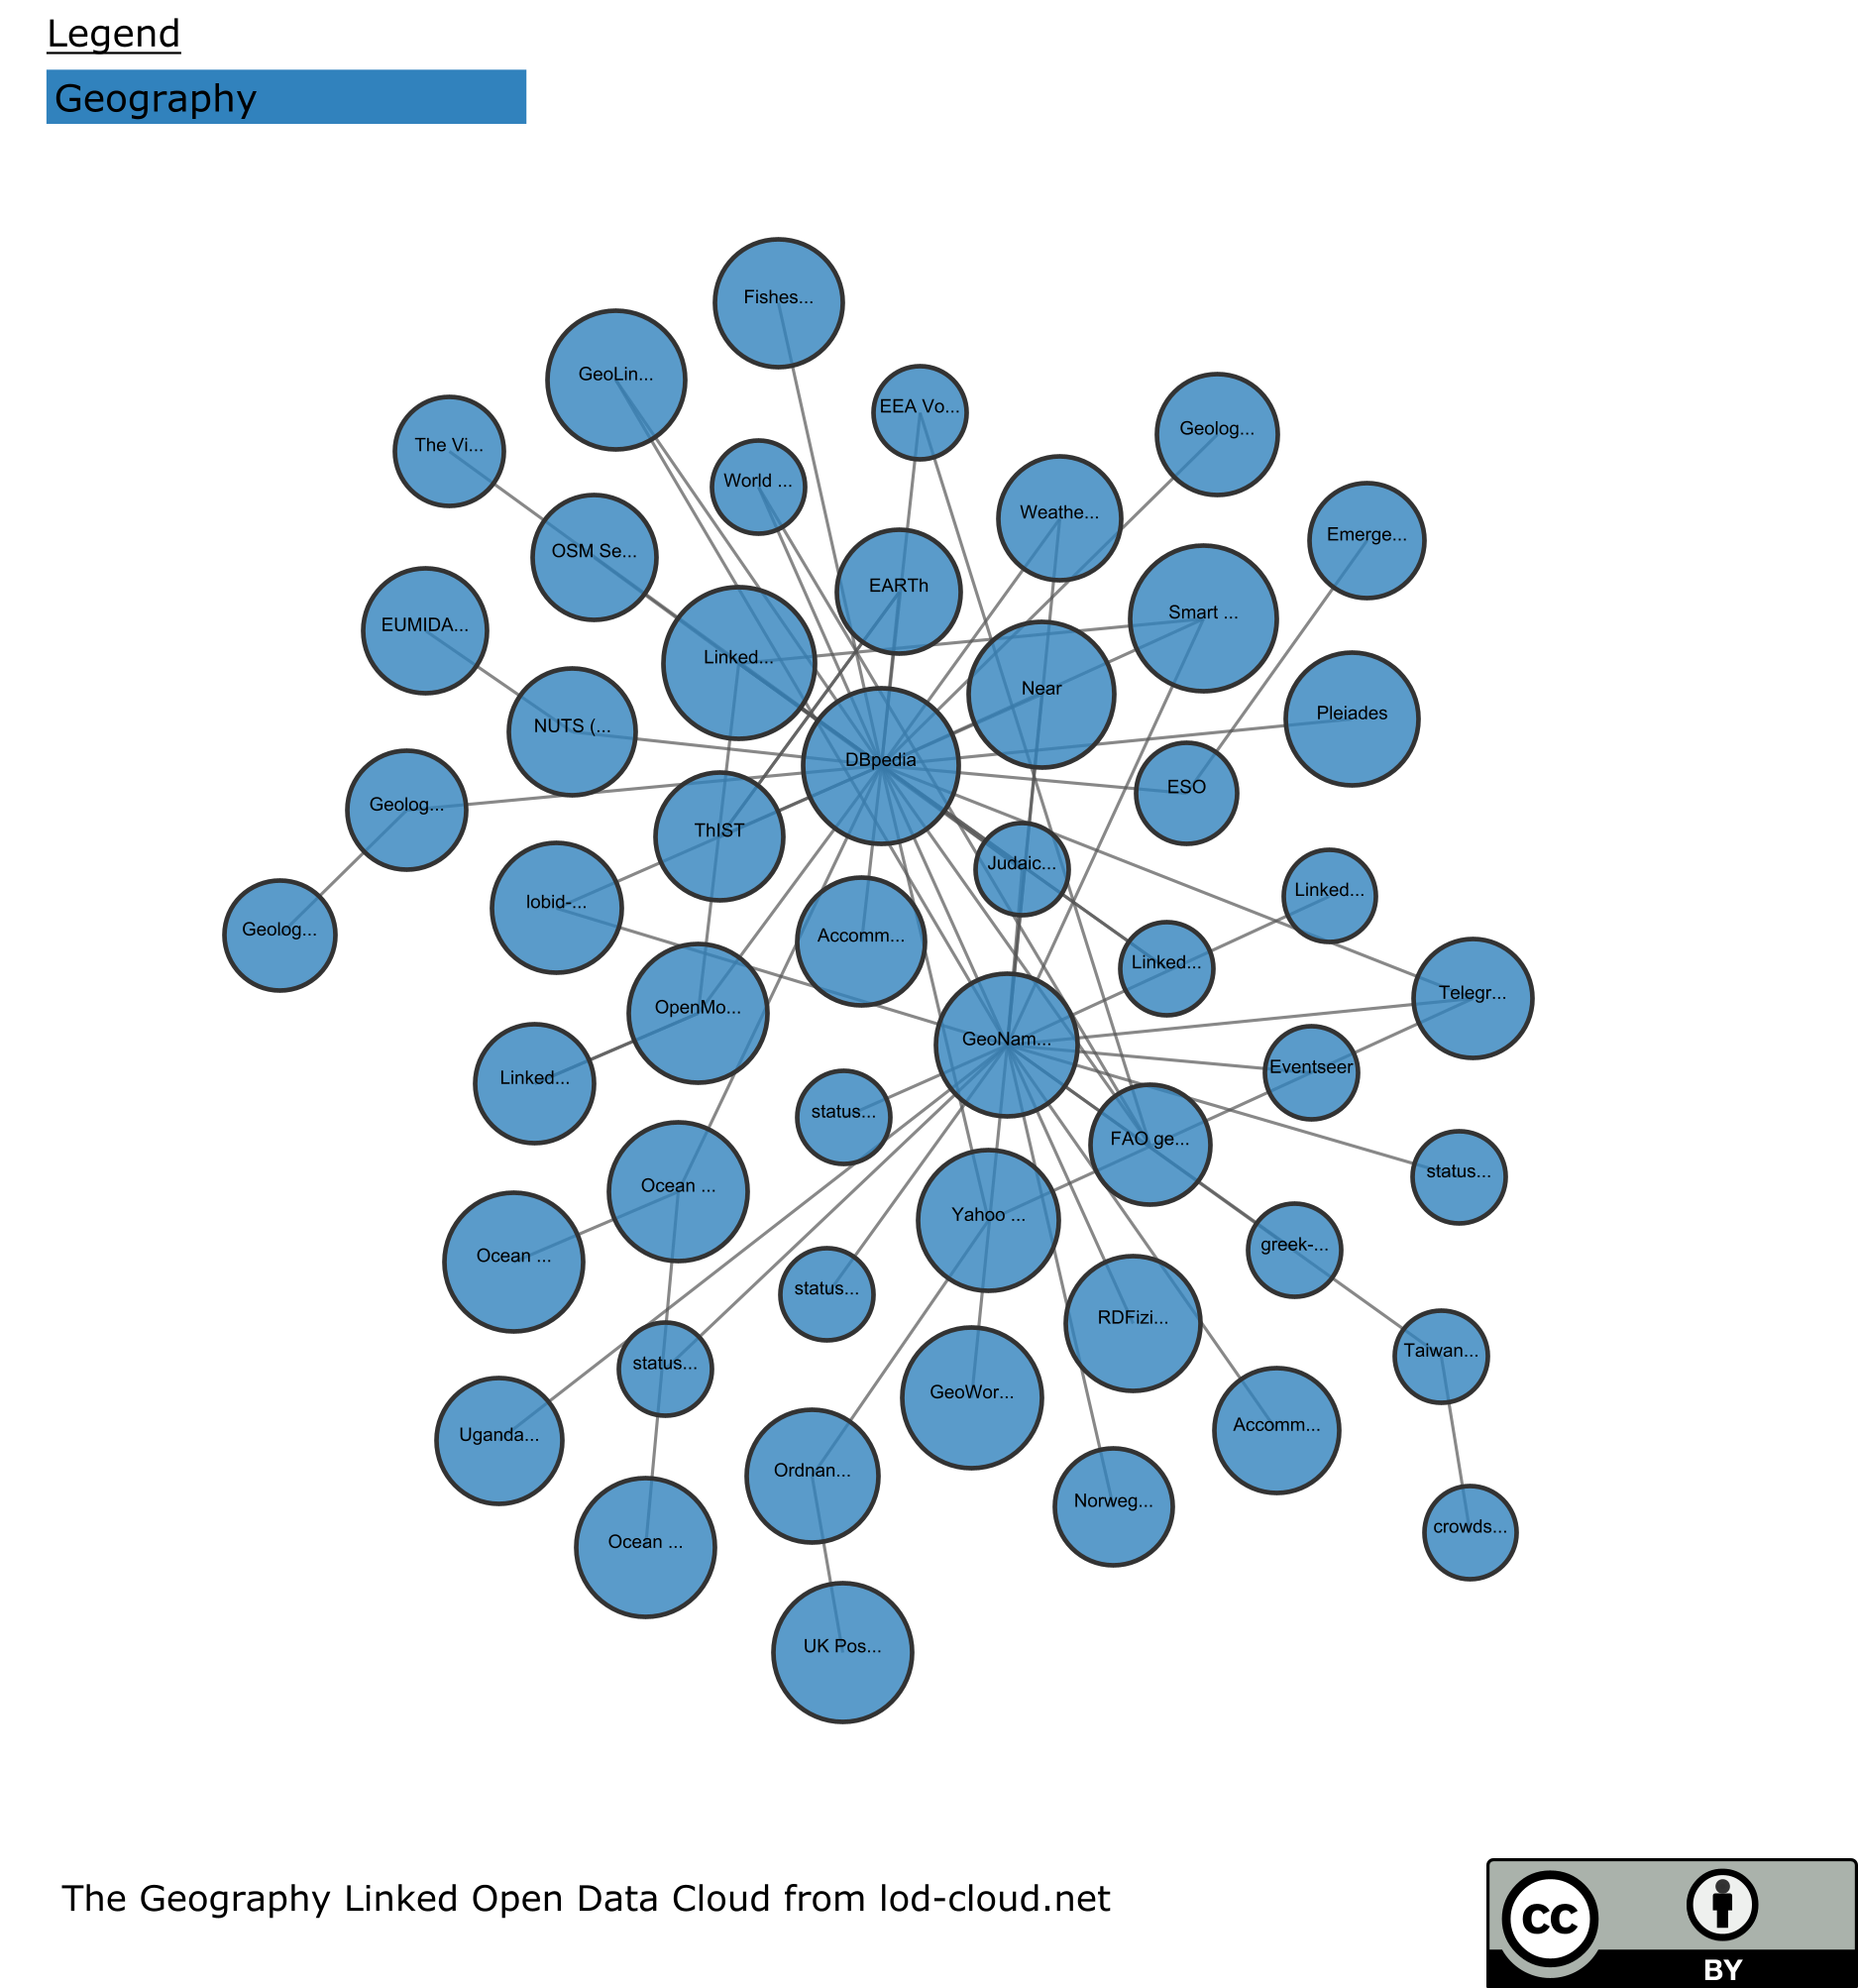 Legend
Geography
Fishes...
GeoLin...
EEA Vo...
Geolog...
The Vi...
World ...
Weathe...
Emerge...
OSM Se...
EARTh
Smart ...
EUMIDA...
Linked...
Near
Pleiades
NUTS (...
DBpedia
ESO
Geolog...
ThIST
Judaic...
Linked...
lobid-...
Geolog...
Accomm...
Linked...
Telegr...
OpenMo...
GeoNam...
Eventseer
Linked...
status...
FAO ge...
status...
Ocean ...
Yahoo ...
greek-...
Ocean ...
status...
RDFizi...
Taiwan...
status...
GeoWor...
Accomm...
Uganda...
Ordnan...
Norweg...
crowds...
Ocean ...
UK Pos...
The Geography Linked Open Data Cloud from lod-cloud.net
cc
BY